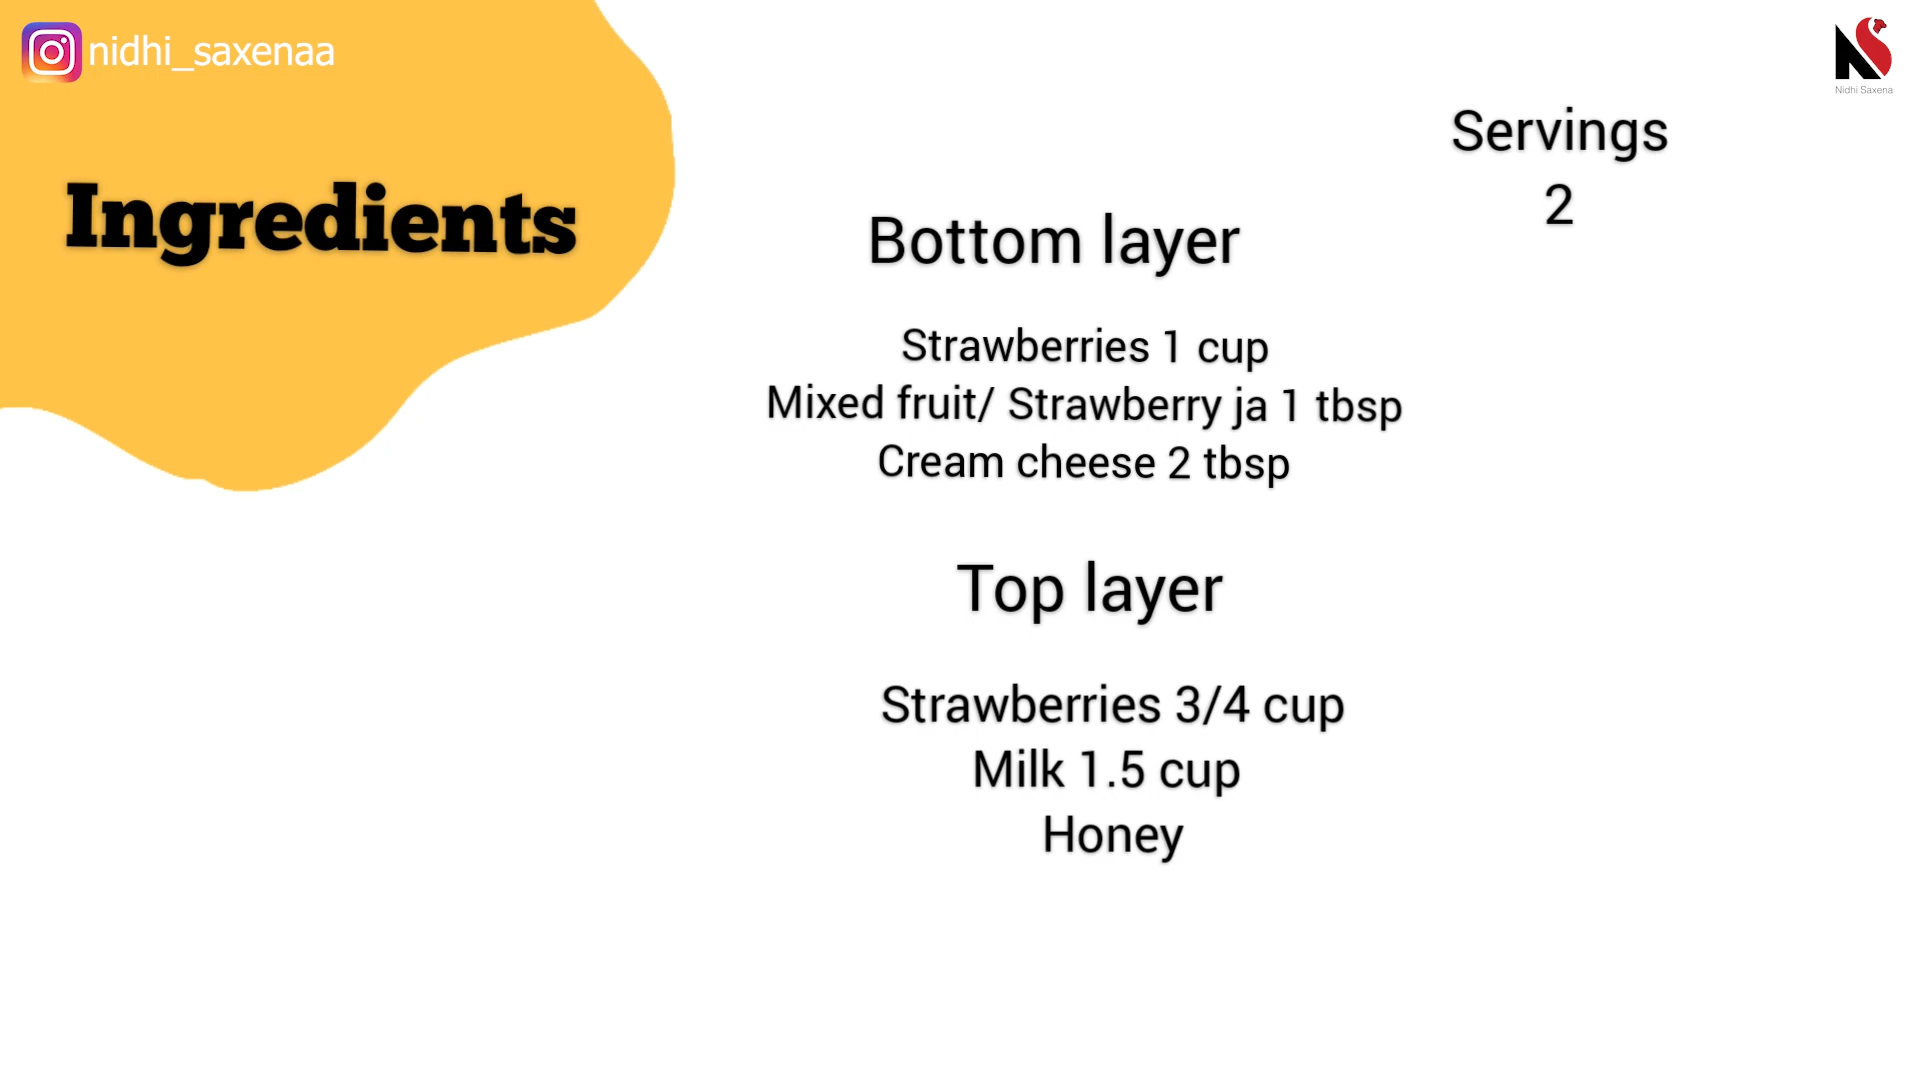 nidhi_saxenaa
NS
Nidhi Saxena
Ingredients
Servings
2
Bottom layer
Strawberries 1 cup
Mixed fruit/ Strawberry ja 1 tbsp
Cream cheese 2 tbsp
Top layer
Strawberries 3/4 cup
Milk 1.5 cup
Honey